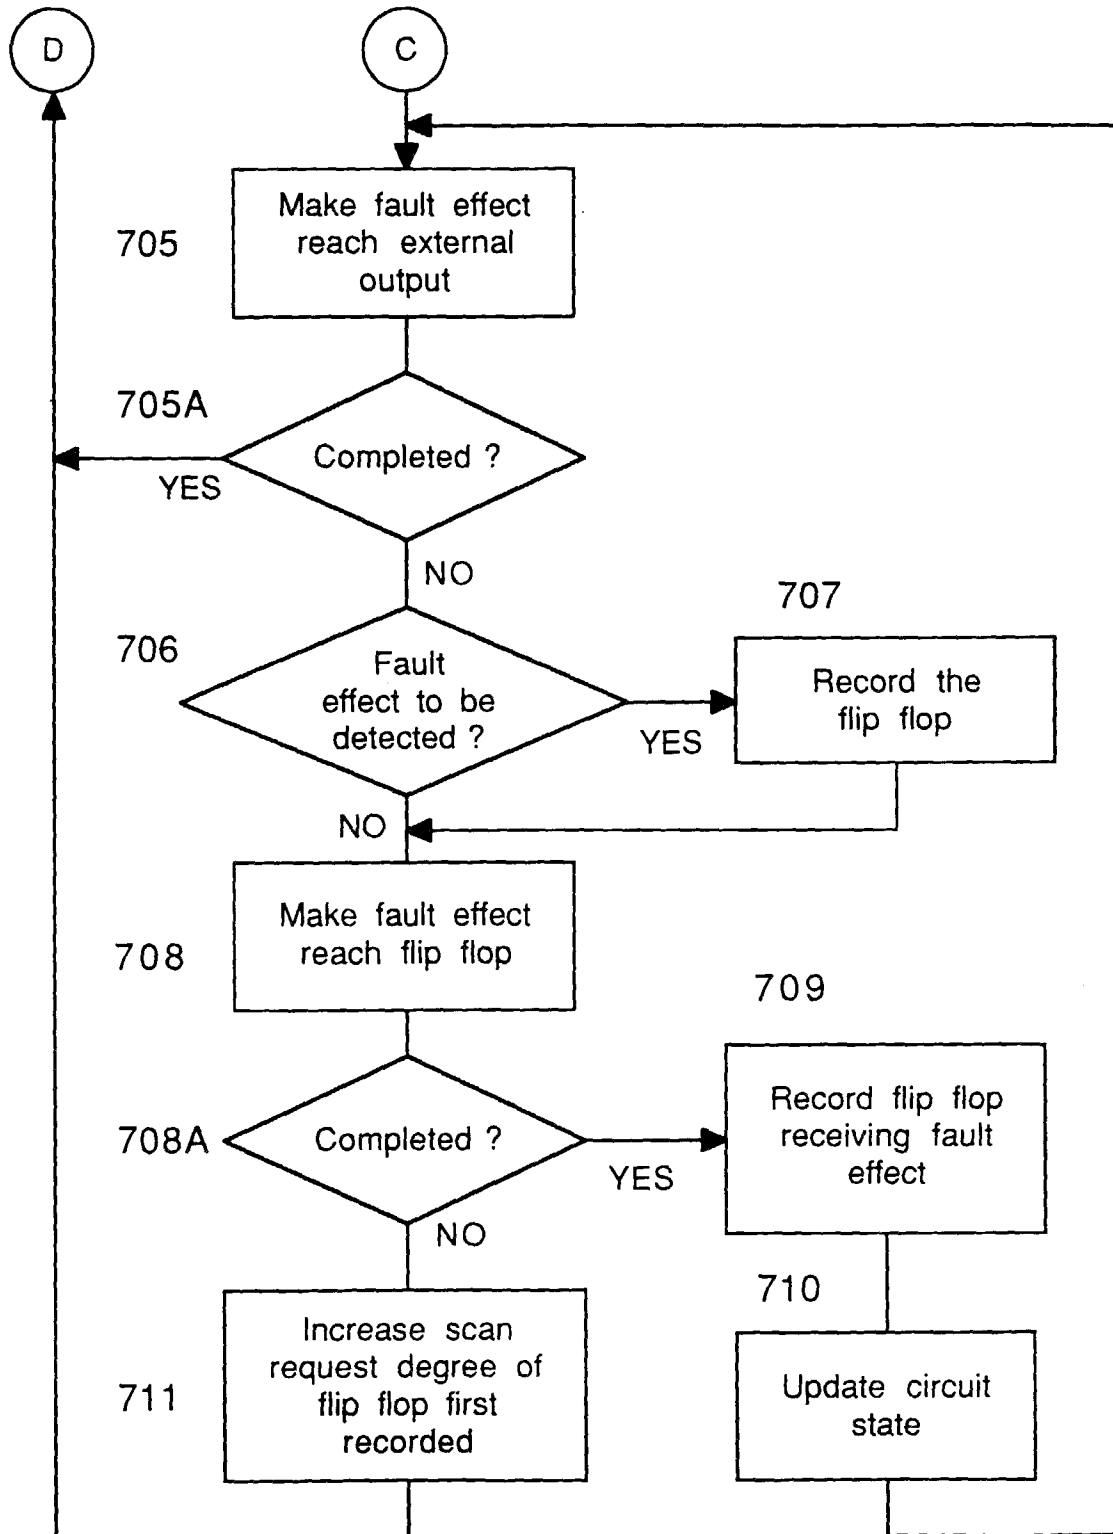 D
C
705
Make fault effect
reach external
output
705A
Completed ?
YES
NO
706
Fault
effect to be
detected ?
YES
707
Record the
flip flop
NO
708
Make fault effect
reach flip flop
708A
Completed ?
YES
709
Record flip flop
receiving fault
effect
NO
710
Update circuit
state
711
Increase scan
request degree of
flip flop first
recorded